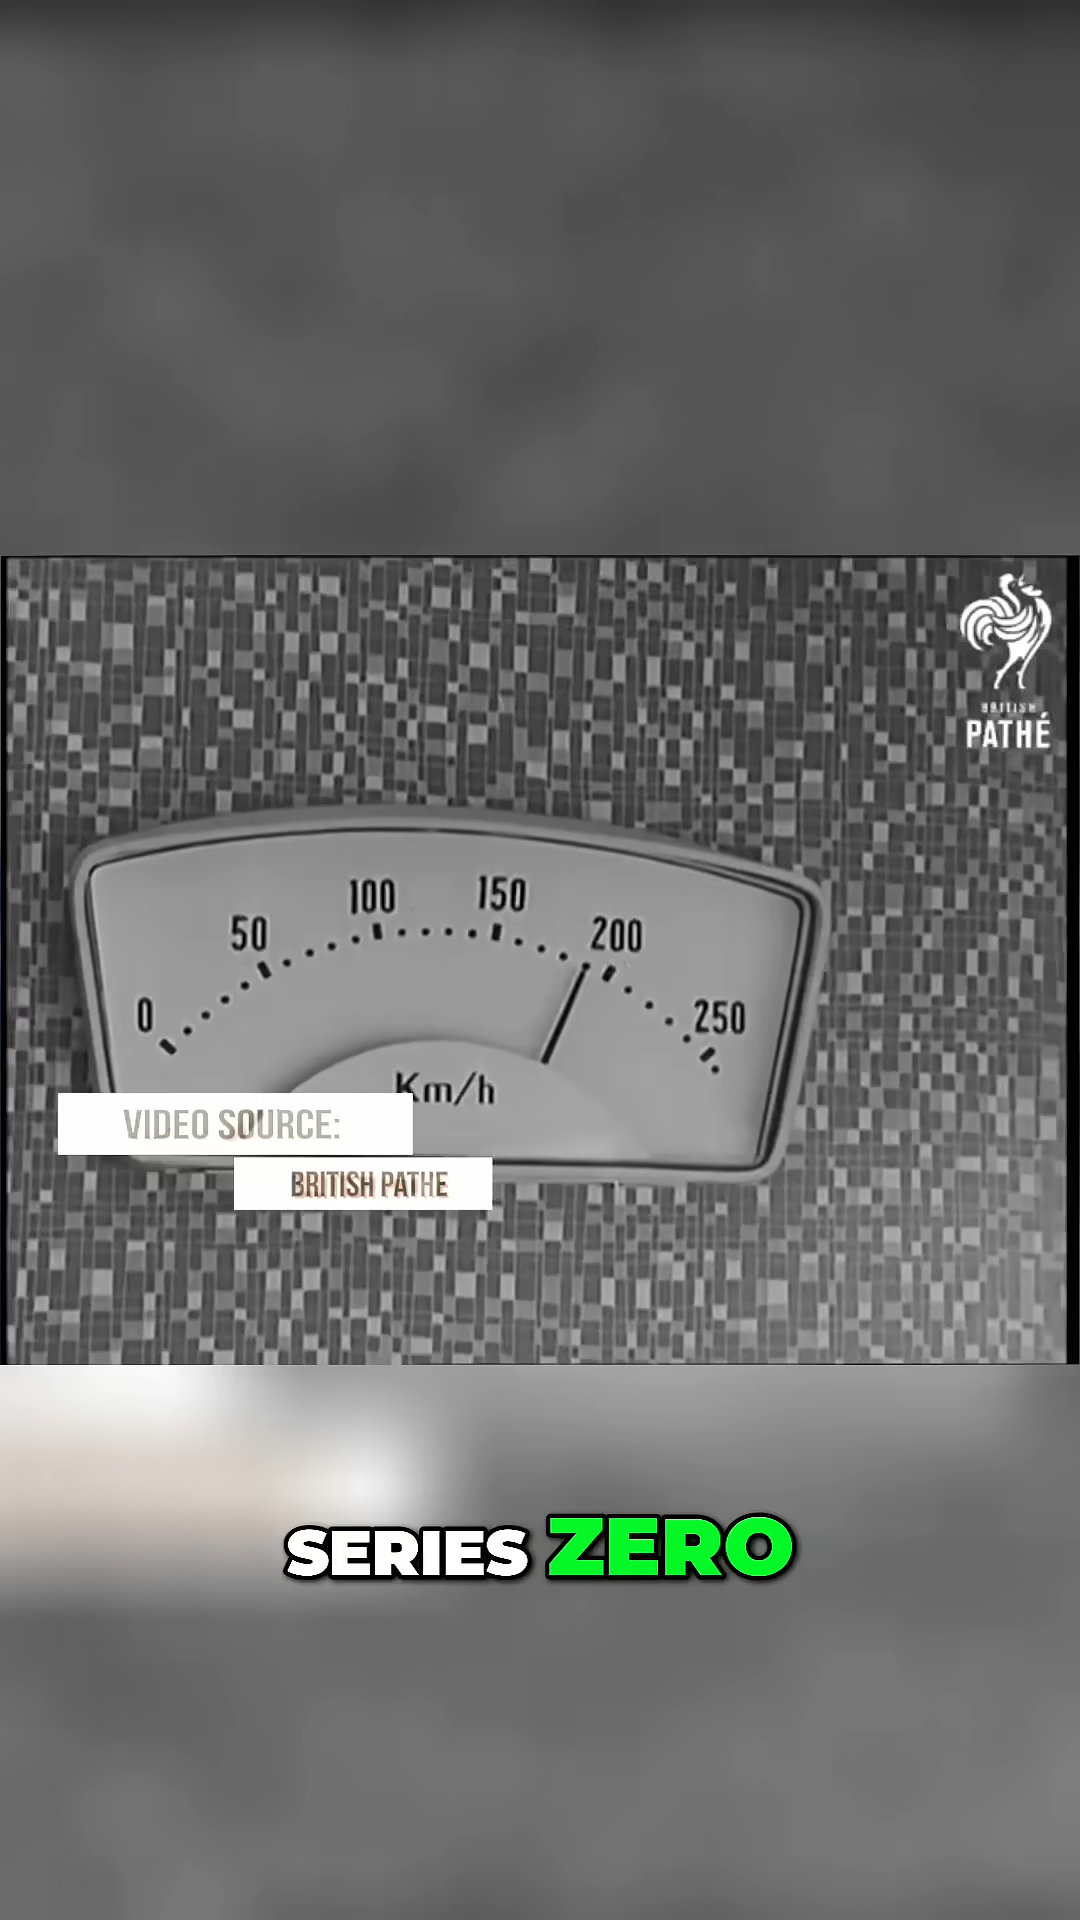 BRITISH
PATHÉ
0
50
100
150
200
250
Km/h
VIDEO SOURCE:
BRITISH PATHE
SERIES ZERO